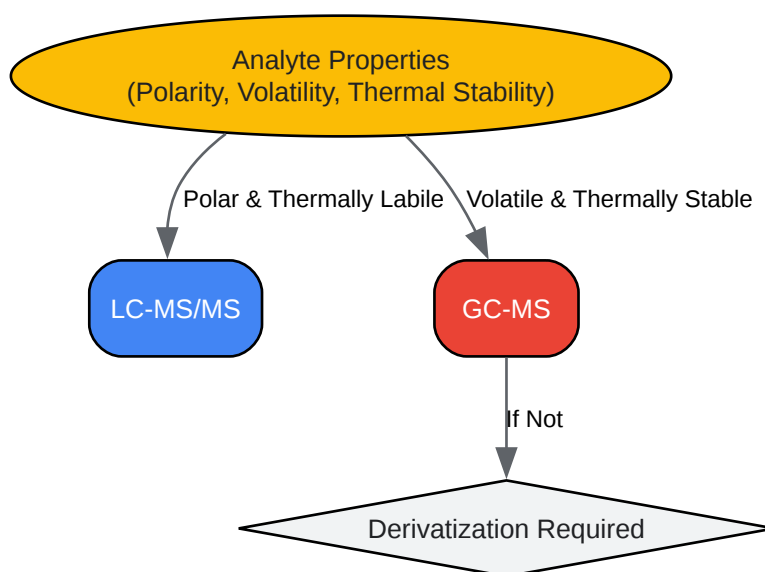 Analyte Properties
(Polarity, Volatility, Thermal Stability)
Polar & Thermally Labile
Volatile & Thermally Stable
LC-MS/MS
GC-MS
If Not
Derivatization Required